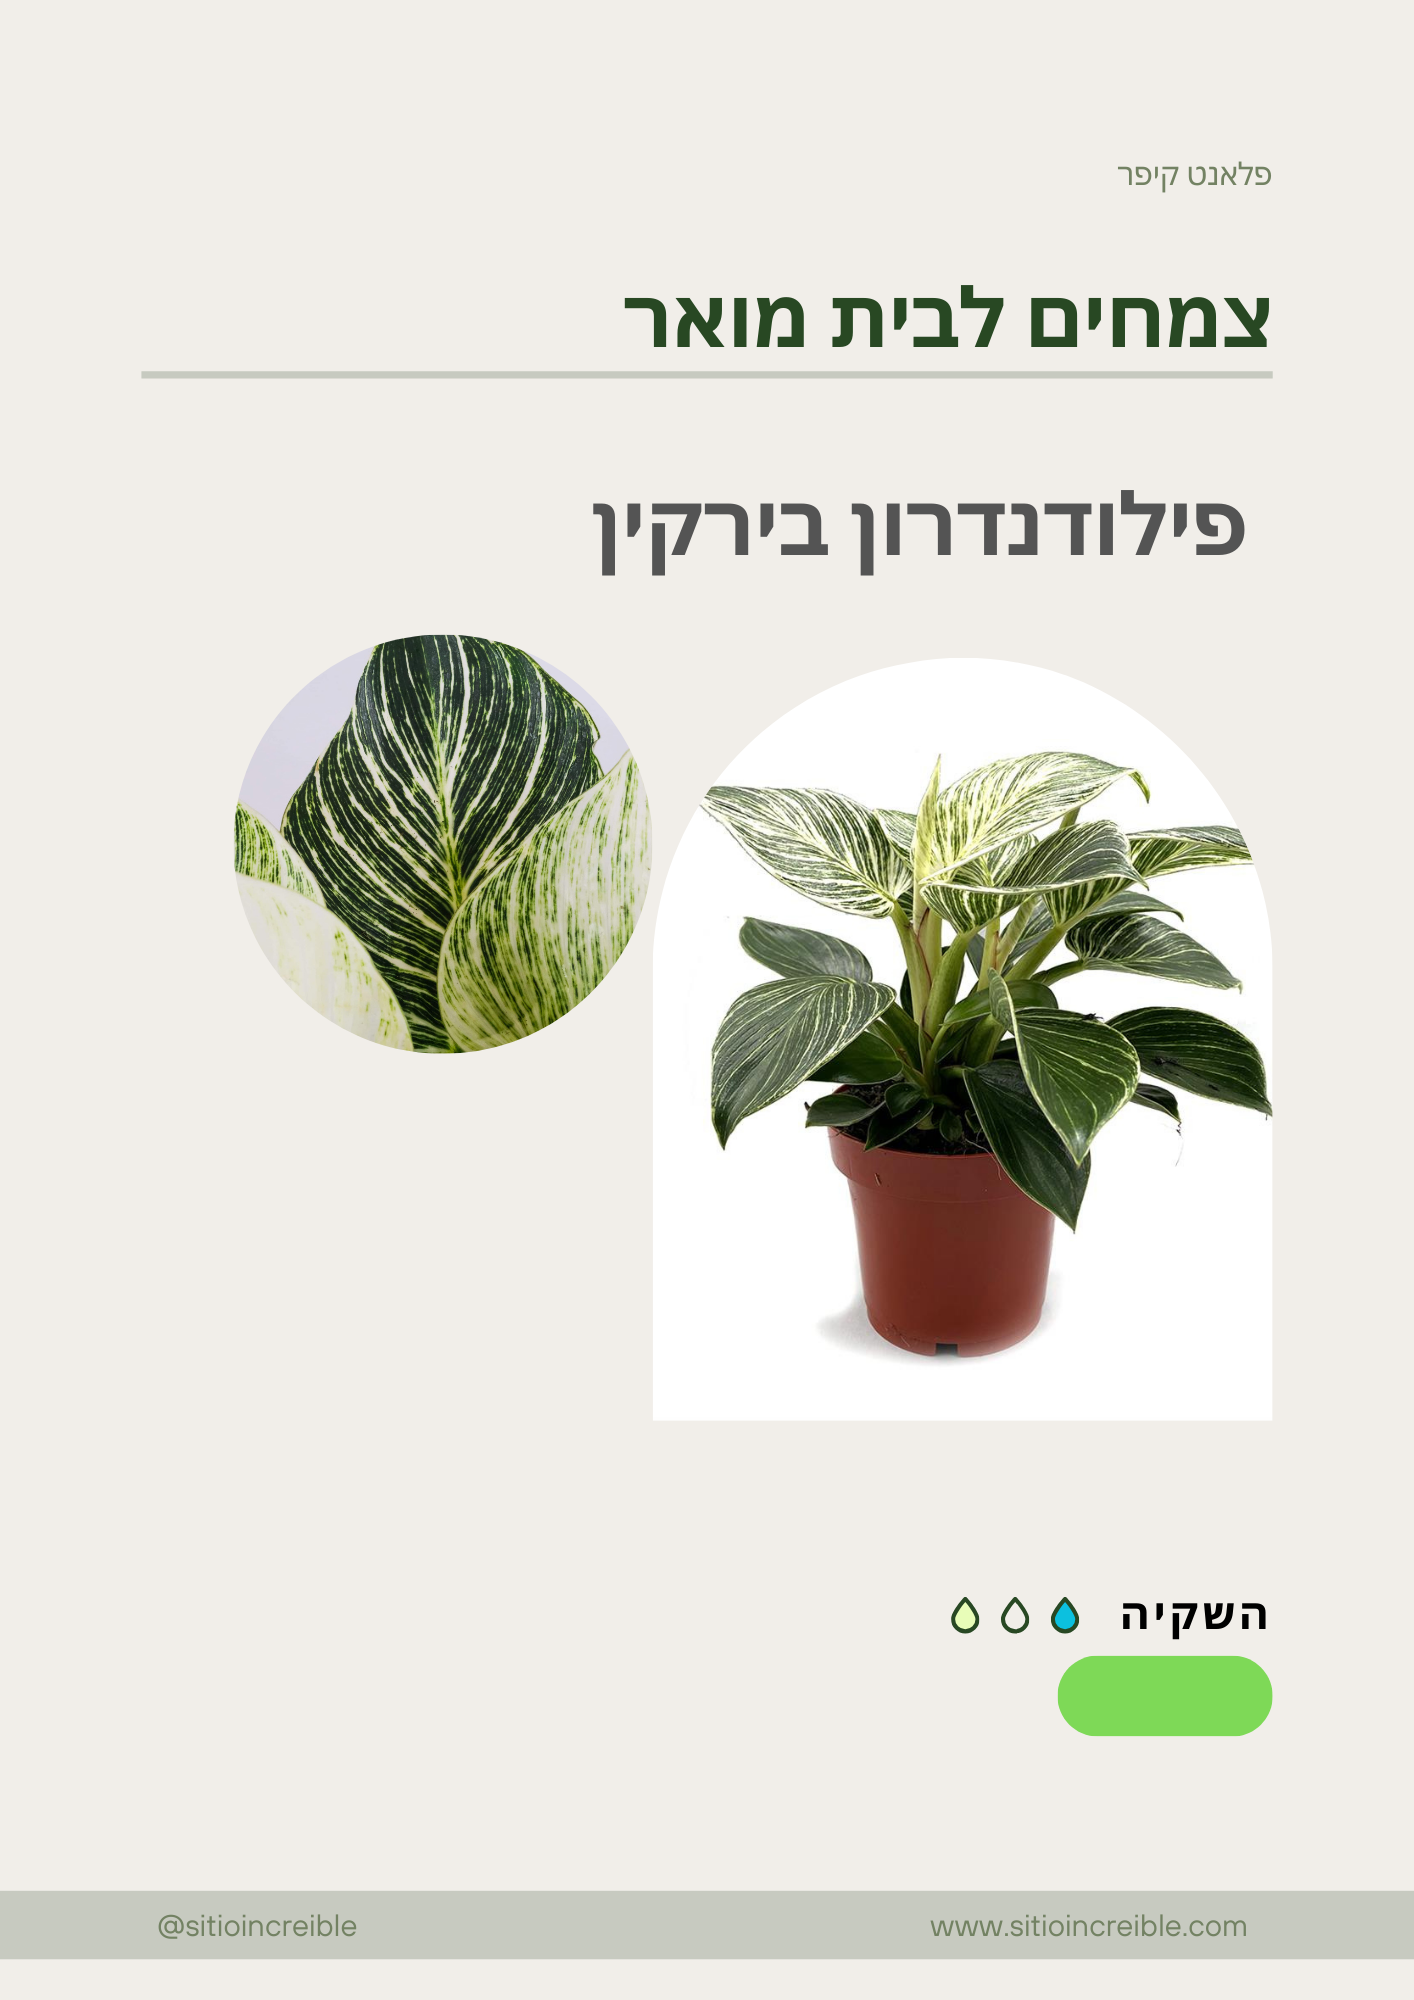 פלאנט קיפר
צמחים לבית מואר
פילודנדרון בירקין
השקיה
@sitioincreible
www.sitioincreible.com